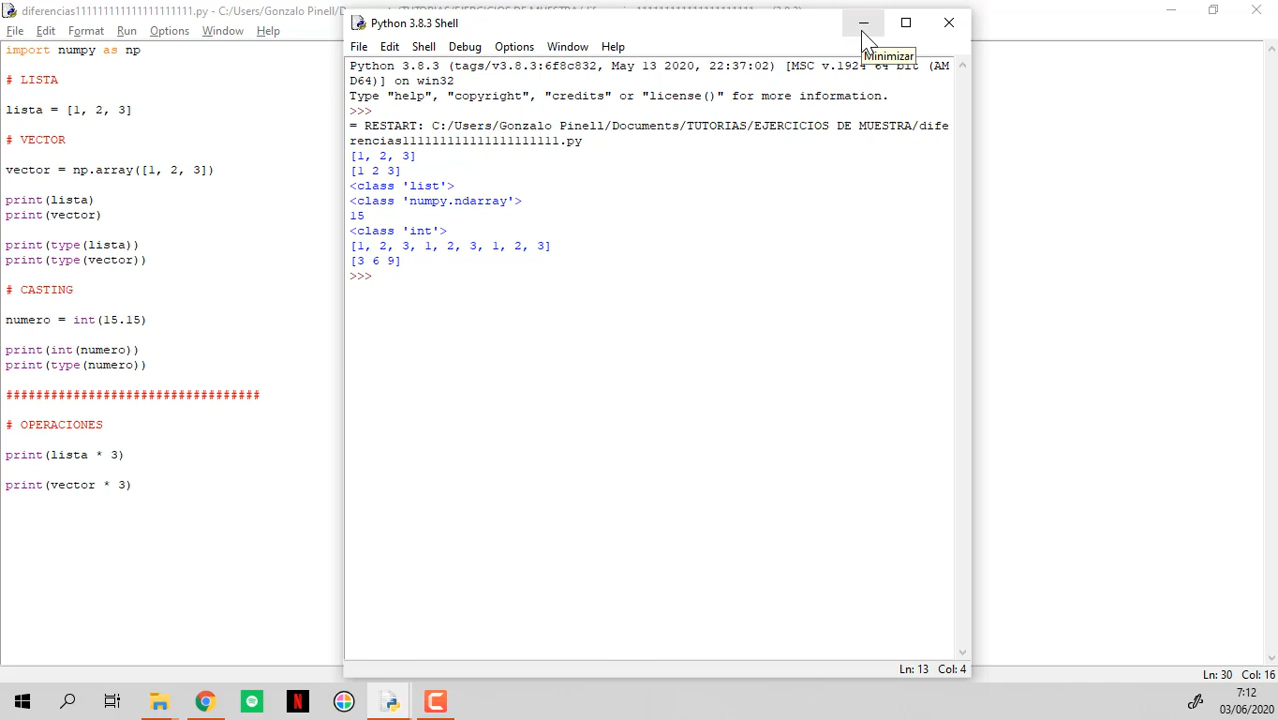 diferencias1111111111111111111111.py - C:/Users/Gonzalo Pinell/Documents
File Edit Format Run Options Window Help
import numpy as np
# LISTA
lista = [1, 2, 3]
# VECTOR
vector = np.array([1, 2, 3])
print(lista)
print(vector)
print(type(lista))
print(type(vector))
# CASTING
numero = int(15.15)
print(int(numero))
print(type(numero))
##################################
# OPERACIONES
print(lista * 3)
print(vector * 3)
Python 3.8.3 Shell
File Edit Shell Debug Options Window Help
Minimizar
Python 3.8.3 (tags/v3.8.3:6f8c832, May 13 2020, 22:37:02) [MSC v.1924 64 bit (AM
D64)] on win32
Type "help", "copyright", "credits" or "license()" for more information.
>>>
= RESTART: C:/Users/Gonzalo Pinell/Documents/TUTORIAS/EJERCICIOS DE MUESTRA/dife
rencias1111111111111111111111.py
[1, 2, 3]
[1 2 3]
<class 'list'>
<class 'numpy.ndarray'>
15
<class 'int'>
[1, 2, 3, 1, 2, 3, 1, 2, 3]
[3 6 9]
>>>
Ln: 13 Col: 4
Ln: 30 Col: 16
7:12
03/06/2020